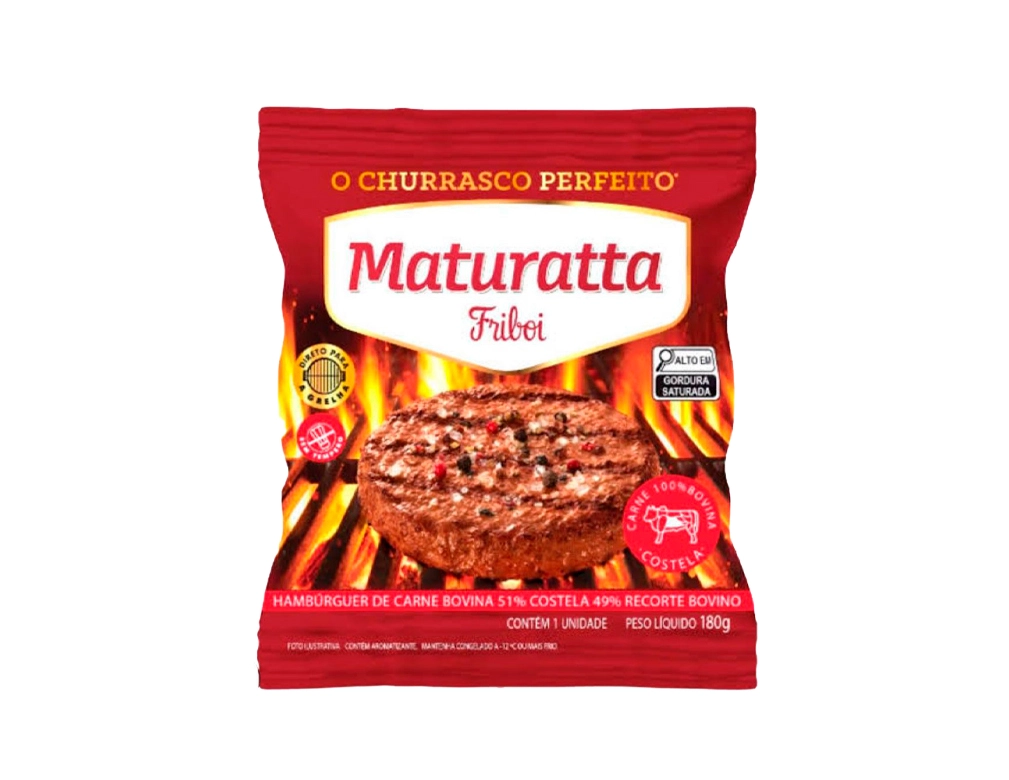 O CHURRASCO PERFEITO
Maturatta
Friboi
DIRETO PARA
A GRELHA
SEM TEMPERO
ALTO EM
GORDURA
SATURADA
CARNE 100% BOVINA
COSTELA
HAMBÚRGUER DE CARNE BOVINA 51% COSTELA 49% RECORTE BOVINO
CONTÉM 1 UNIDADE PESO LÍQUIDO 180g
FOTO ILUSTRATIVA. CONTÉM AROMATIZANTE. MANTENHA CONGELADO A -12 °C OU MAIS FRIO.